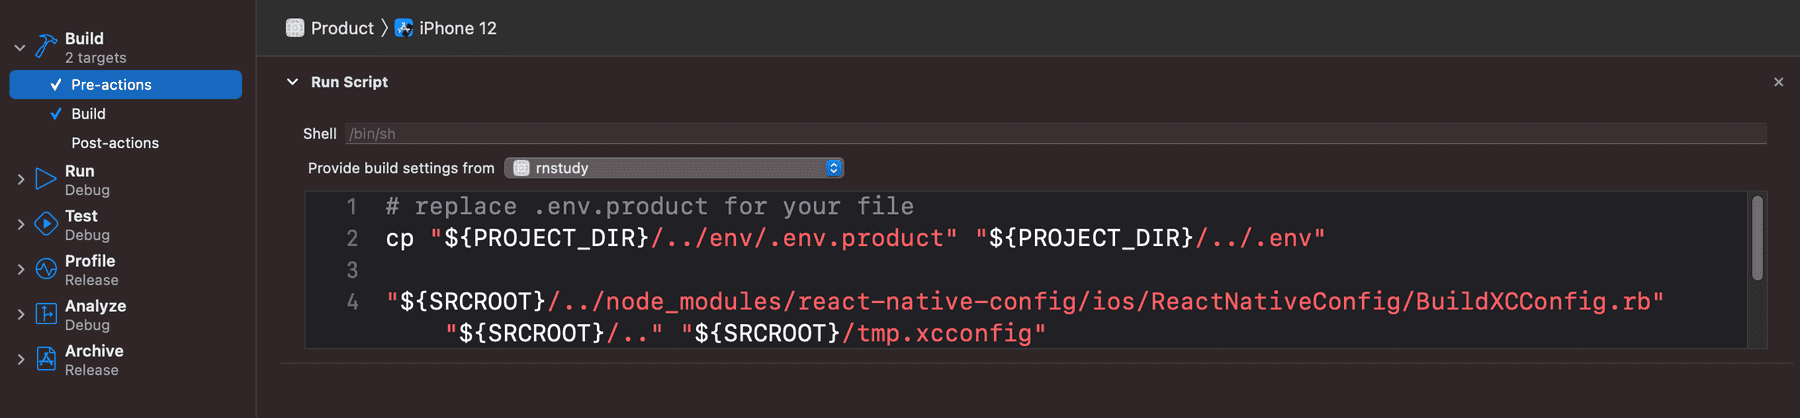 Build
2 targets
Pre-actions
Build
Post-actions
Run
Debug
Test
Debug
Profile
Release
Analyze
Debug
Archive
Release
Product 〉 iPhone 12
Run Script
Shell /bin/sh
Provide build settings from rnstudy
1 # replace .env.product for your file
2 cp "${PROJECT_DIR}/../env/.env.product" "${PROJECT_DIR}/../.env"
3
4 "${SRCROOT}/../node_modules/react-native-config/ios/ReactNativeConfig/BuildXCConfig.rb"
"${SRCROOT}/.." "${SRCROOT}/tmp.xcconfig"